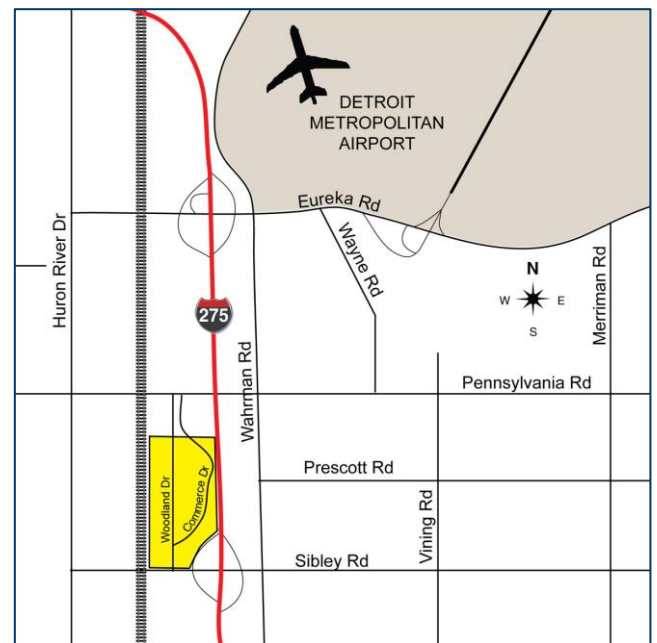 DETROIT
METROPOLITAN
AIRPORT
Eureka Rd
Wayne Rd
Huron River Dr
Merriman Rd
N
W
E
S
275
Wahrman Rd
Pennsylvania Rd
Prescott Rd
Woodland Dr
Commerce Dr
Vining Rd
Sibley Rd